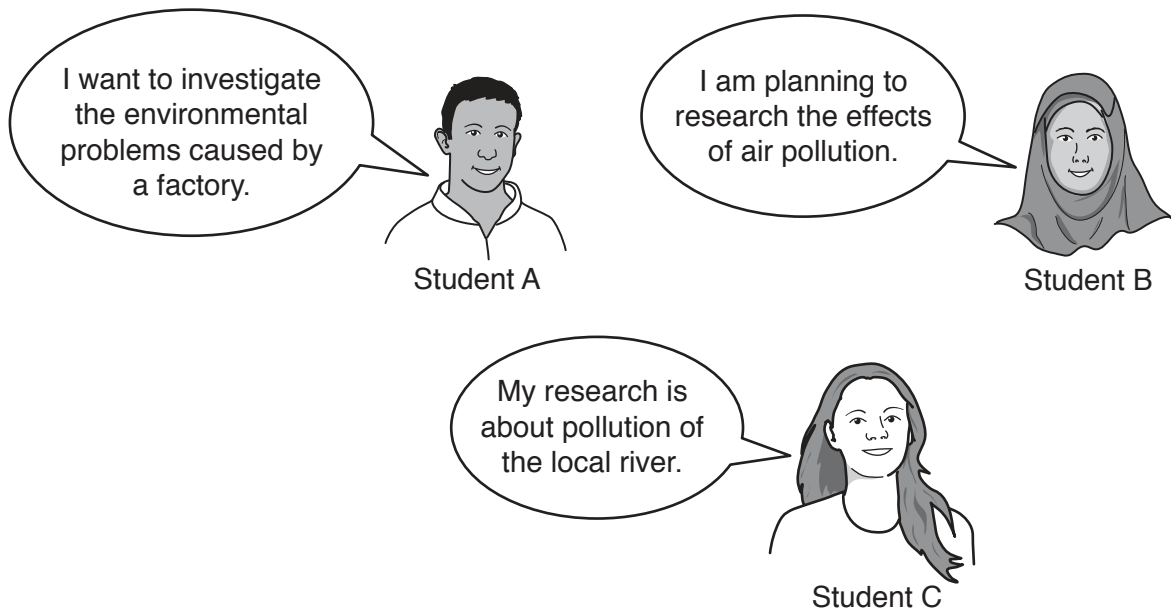 I want to investigate
the environmental
problems caused by
a factory.
Student A
I am planning to
research the effects
of air pollution.
Student B
My research is
about pollution of
the local river.
Student C